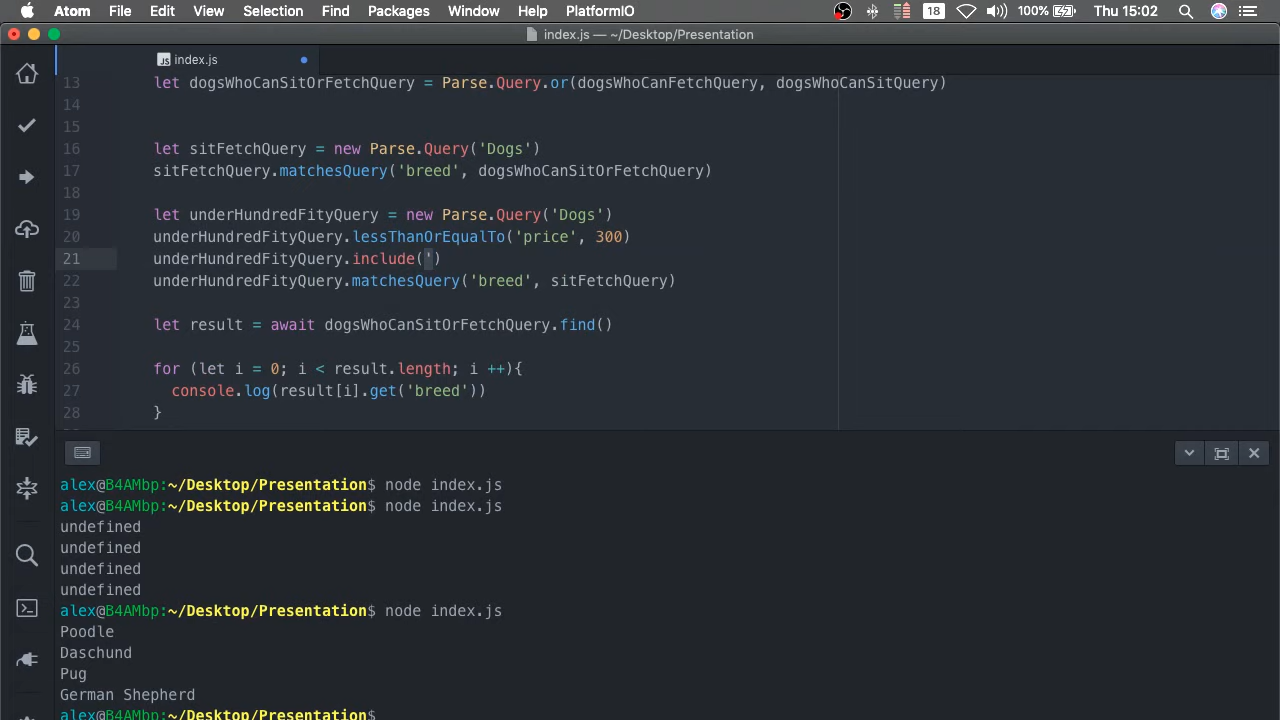 Atom File Edit View Selection Find Packages Window Help PlatformIO 18 100% Thu 15:02
index.js — ~/Desktop/Presentation
JS index.js
13 let dogsWhoCanSitOrFetchQuery = Parse.Query.or(dogsWhoCanFetchQuery, dogsWhoCanSitQuery)
14
15
16 let sitFetchQuery = new Parse.Query('Dogs')
17 sitFetchQuery.matchesQuery('breed', dogsWhoCanSitOrFetchQuery)
18
19 let underHundredFityQuery = new Parse.Query('Dogs')
20 underHundredFityQuery.lessThanOrEqualTo('price', 300)
21 underHundredFityQuery.include(')
22 underHundredFityQuery.matchesQuery('breed', sitFetchQuery)
23
24 let result = await dogsWhoCanSitOrFetchQuery.find()
25
26 for (let i = 0; i < result.length; i ++){
27 console.log(result[i].get('breed'))
28 }
alex@B4AMbp:~/Desktop/Presentation$ node index.js
alex@B4AMbp:~/Desktop/Presentation$ node index.js
undefined
undefined
undefined
undefined
alex@B4AMbp:~/Desktop/Presentation$ node index.js
Poodle
Daschund
Pug
German Shepherd
alex@B4AMbp:~/Desktop/Presentation$